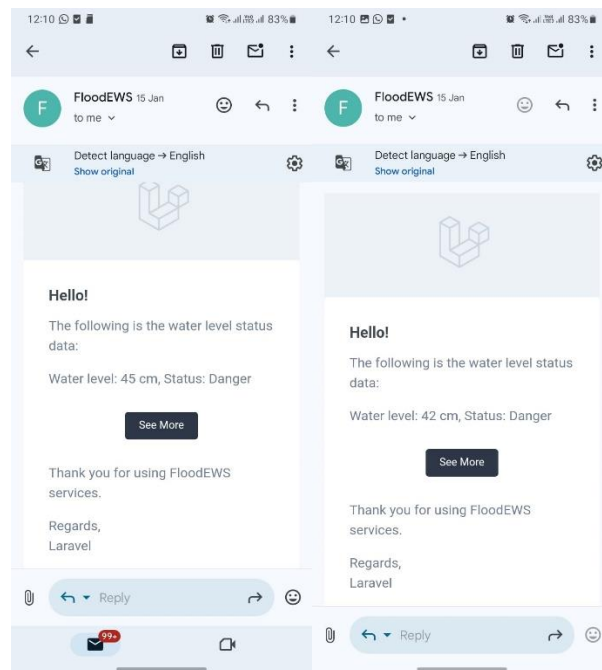 12:10
83%
FloodEWS 15 Jan
to me
Detect language → English
Show original
Hello!
The following is the water level status
data:
Water level: 45 cm, Status: Danger
See More
Thank you for using FloodEWS
services.
Regards,
Laravel
Reply
99+
12:10
83%
F
FloodEWS 15 Jan
to me
Detect language → English
Show original
Hello!
The following is the water level status
data:
Water level: 42 cm, Status: Danger
See More
Thank you for using FloodEWS
services.
Regards,
Laravel
Reply